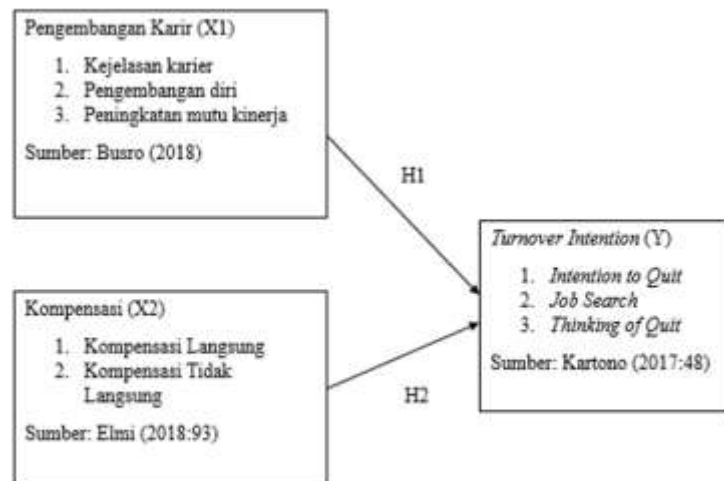 Pengembangan Karir (X1)
1. Kejelasan karier
2. Pengembangan diri
3. Peningkatan mutu kinerja
Sumber: Busro (2018)
H1
Turnover Intention (Y)
1. Intention to Quit
2. Job Search
3. Thinking of Quit
Sumber: Kartono (2017:48)
Kompensasi (X2)
1. Kompensasi Langsung
2. Kompensasi Tidak
Langsung
Sumber: Elmi (2018:93)
H2